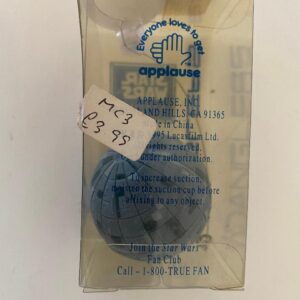 Everyone loves to get
applause
APPLAUSE, INC.
LAND HILLS, CA 91365
in China
995 Lucasfilm Ltd.
rights reserved.
under authorization.
MC3
£3.99
To increase suction,
moisten the suction cup before
affixing to any object.
Join the Star Wars
Fan Club
Call - 1-800-TRUE FAN